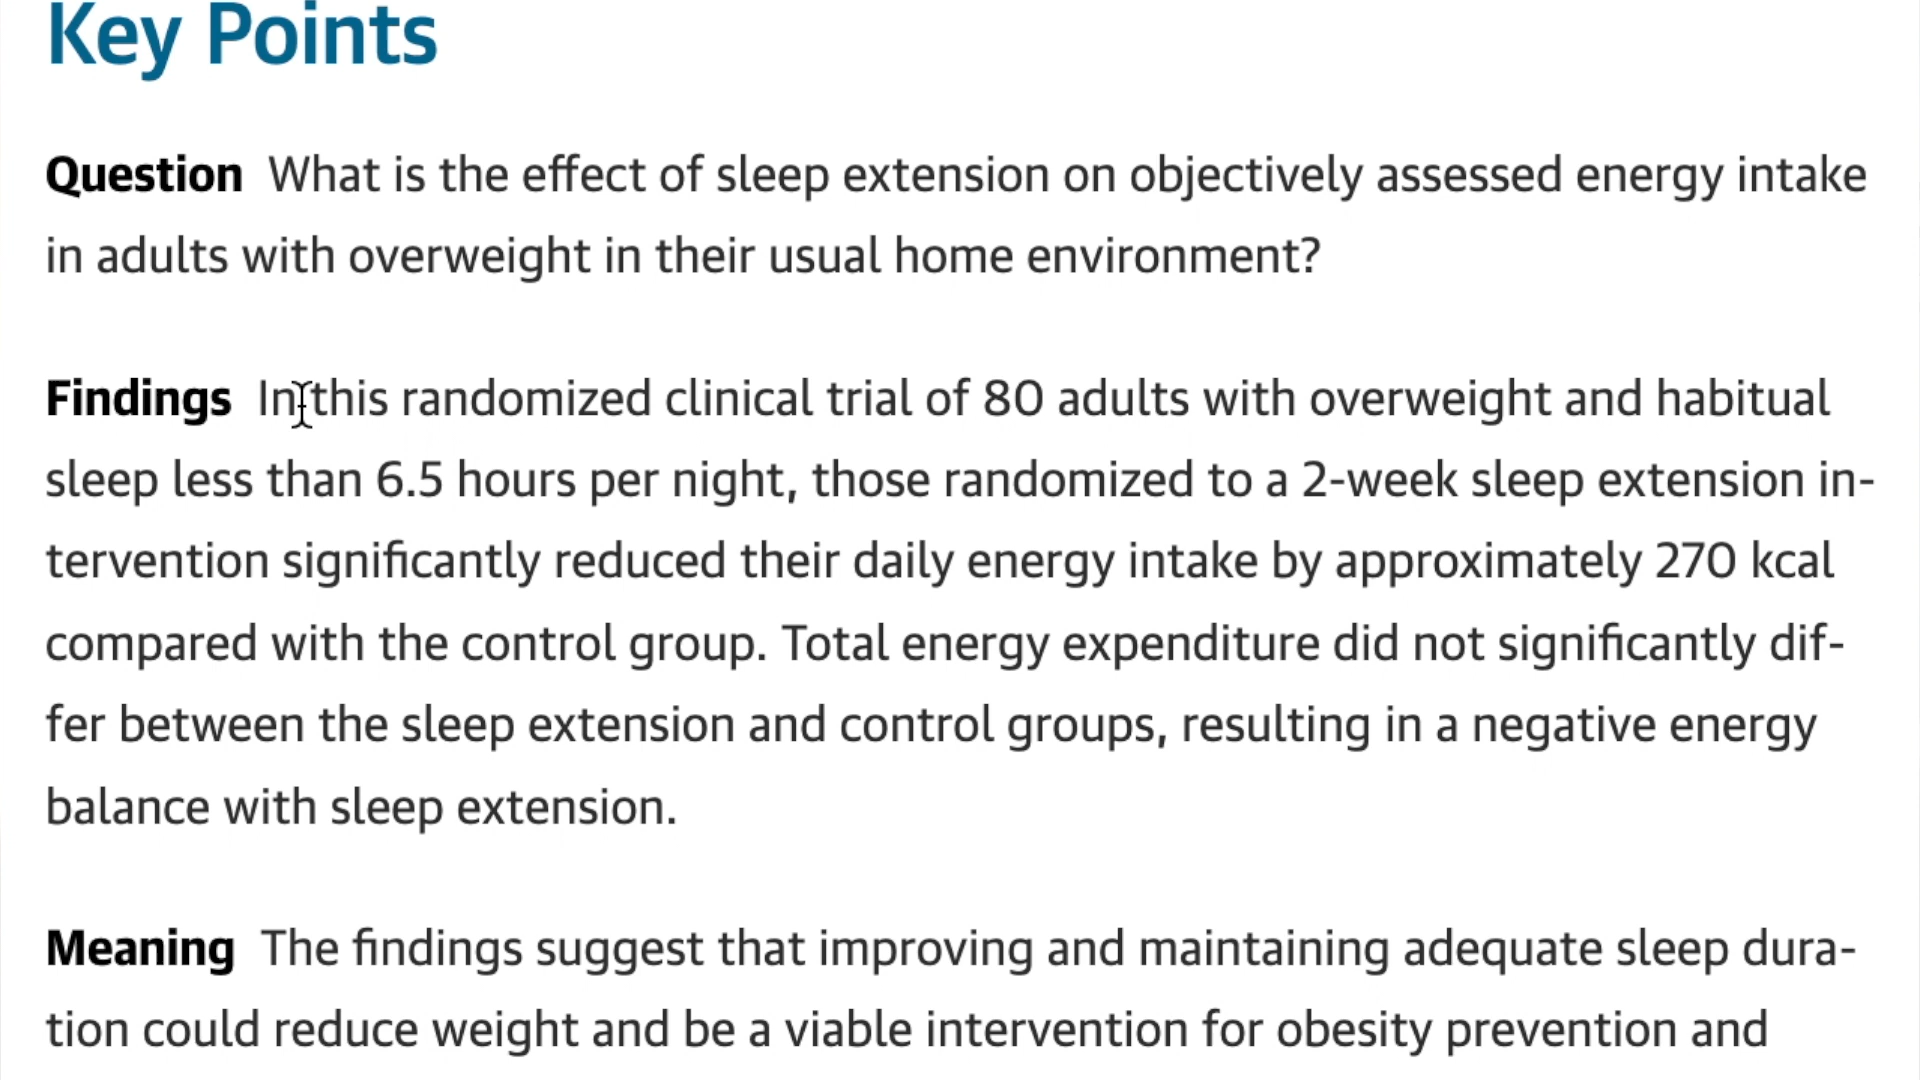 Key Points
Question What is the effect of sleep extension on objectively assessed energy intake
in adults with overweight in their usual home environment?
Findings In this randomized clinical trial of 80 adults with overweight and habitual
sleep less than 6.5 hours per night, those randomized to a 2-week sleep extension in-
tervention significantly reduced their daily energy intake by approximately 270 kcal
compared with the control group. Total energy expenditure did not significantly dif-
fer between the sleep extension and control groups, resulting in a negative energy
balance with sleep extension.
Meaning The findings suggest that improving and maintaining adequate sleep dura-
tion could reduce weight and be a viable intervention for obesity prevention and